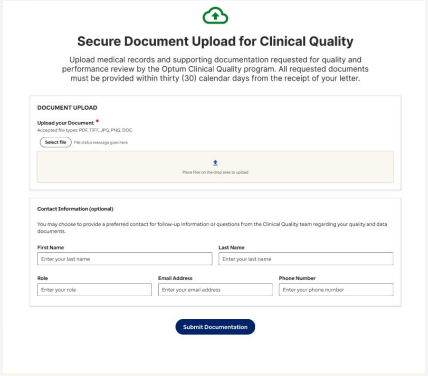 Secure Document Upload for Clinical Quality
Upload medical records and supporting documentation requested for quality and
performance review by the Optum Clinical Quality program. All requested documents
must be provided within thirty (30) calendar days from the receipt of your letter.
DOCUMENT UPLOAD
Upload your Document *
Accepted file types: PDF, TIFF, JPG, PNG, DOC
Select file File status message goes here
Place files on the drop area to upload
Contact Information (optional)
You may choose to provide a preferred contact for follow-up information or questions from the Clinical Quality team regarding your quality and data
documents.
First Name Last Name
Enter your last name Enter your last name
Role Email Address Phone Number
Enter your role Enter your email address Enter your phone number
Submit Documentation